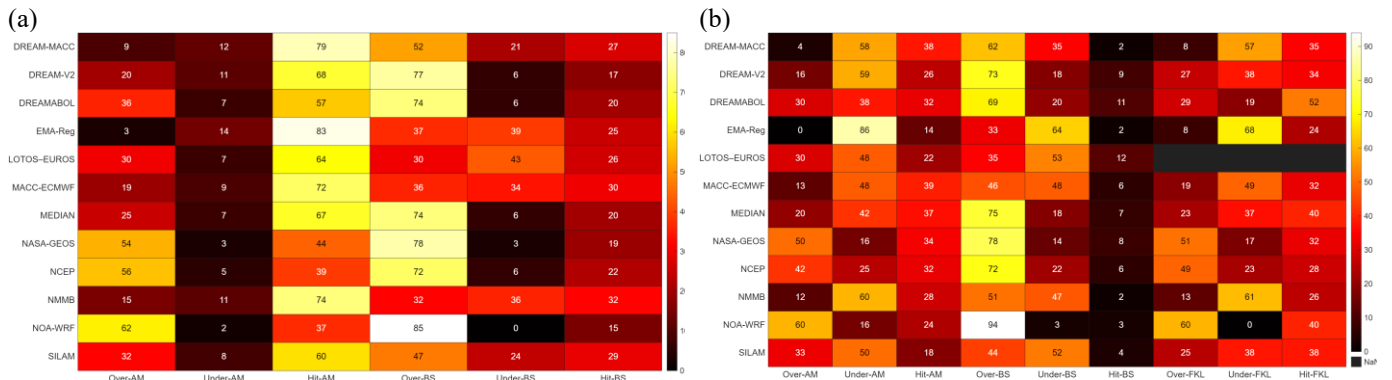 (a)
DREAM-MACC 9 12 79 52 21 27
DREAM-V2 20 11 68 77 6 17
DREAMABOL 36 7 57 74 6 20
EMA-Reg 3 14 83 37 39 25
LOTOS–EUROS 30 7 64 30 43 26
MACC-ECMWF 19 9 72 36 34 30
MEDIAN 25 7 67 74 6 20
NASA-GEOS 54 3 44 78 3 19
NCEP 56 5 39 72 6 22
NMMB 15 11 74 32 36 32
NOA-WRF 62 2 37 85 0 15
SILAM 32 8 60 47 24 29
Over-AM Under-AM Hit-AM Over-BS Under-BS Hit-BS
(b)
DREAM-MACC 4 58 38 62 35 2 8 57 35
DREAM-V2 16 59 26 73 18 9 27 38 34
DREAMABOL 30 38 32 69 20 11 29 19 52
EMA-Reg 0 86 14 33 64 2 8 68 24
LOTOS–EUROS 30 48 22 35 53 12
MACC-ECMWF 13 48 39 46 48 6 19 49 32
MEDIAN 20 42 37 75 18 7 23 37 40
NASA-GEOS 50 16 34 78 14 8 51 17 32
NCEP 42 25 32 72 22 6 49 23 28
NMMB 12 60 28 51 47 2 13 61 26
NOA-WRF 60 16 24 94 3 3 60 0 40
SILAM 33 50 18 44 52 4 25 38 38
Over-AM Under-AM Hit-AM Over-BS Under-BS Hit-BS Over-FKL Under-FKL Hit-FKL
90
80
70
60
50
40
30
20
10
0
NaN